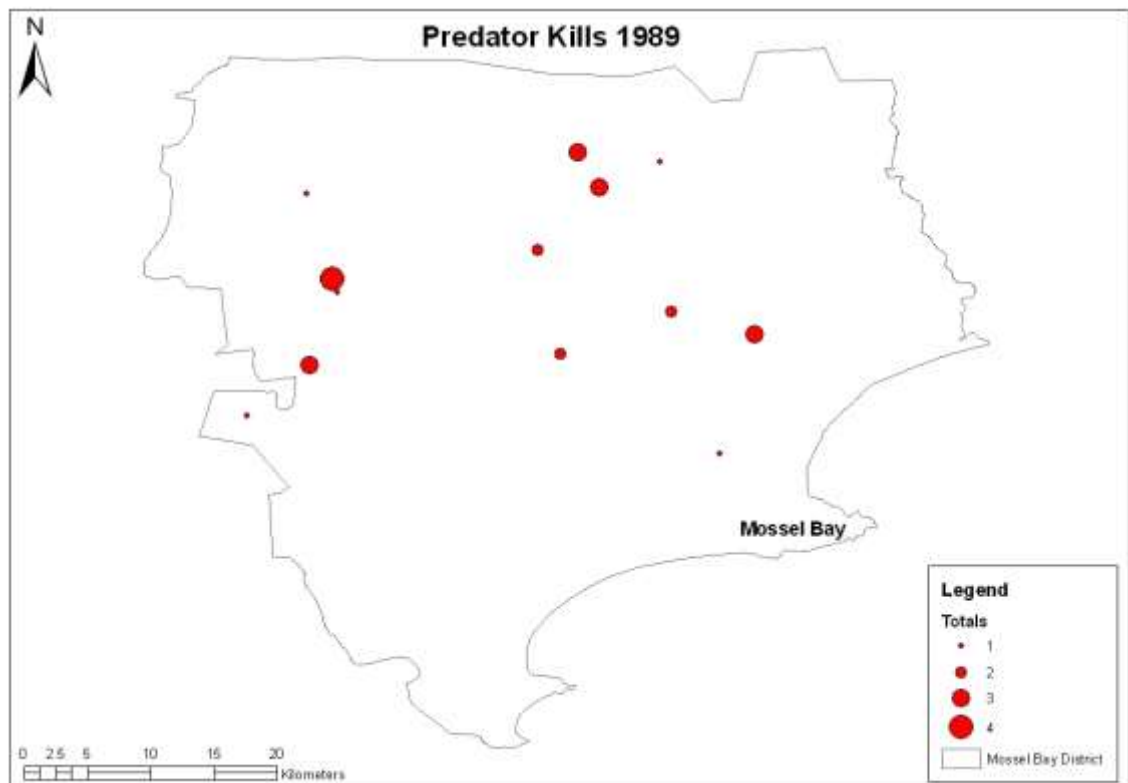 N
Predator Kills 1989
Mossel Bay
Legend
Totals
1
2
3
4
Mossel Bay District
0 2.5 5 10 15 20
Kilometers